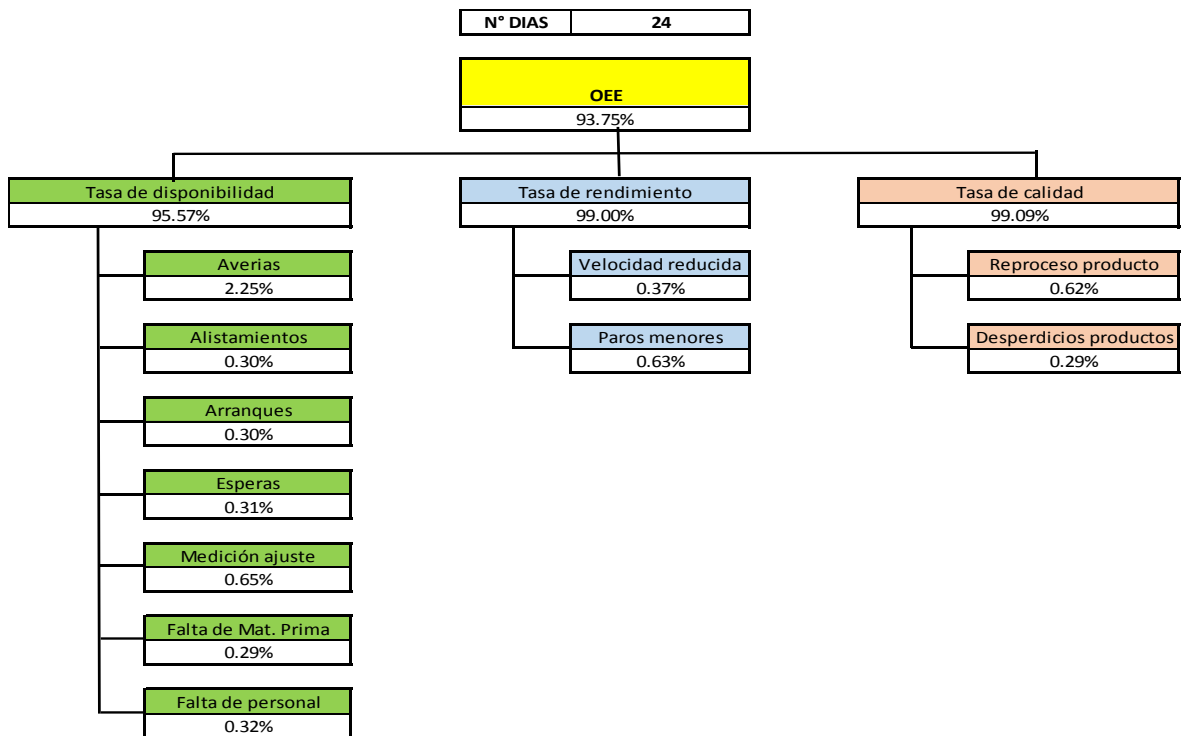 N° DIAS 24
OEE
93.75%
Tasa de disponibilidad
95.57%
Averias
2.25%
Alistamientos
0.30%
Arranques
0.30%
Esperas
0.31%
Medición ajuste
0.65%
Falta de Mat. Prima
0.29%
Falta de personal
0.32%
Tasa de rendimiento
99.00%
Velocidad reducida
0.37%
Paros menores
0.63%
Tasa de calidad
99.09%
Reproceso producto
0.62%
Desperdicios productos
0.29%